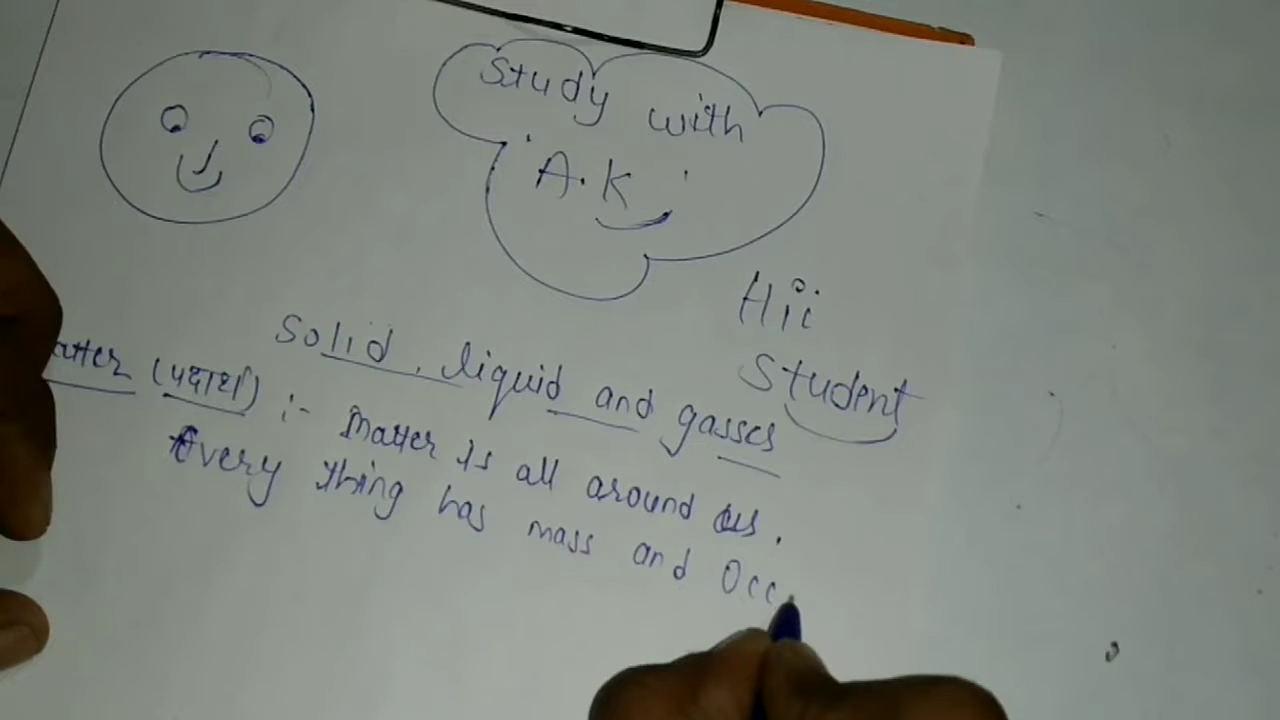 Study with
A.K
Hii
Student
Solid, liquid and gasses
atter (पदार्थ) :- Matter is all around us.
Every thing has mass and Occ